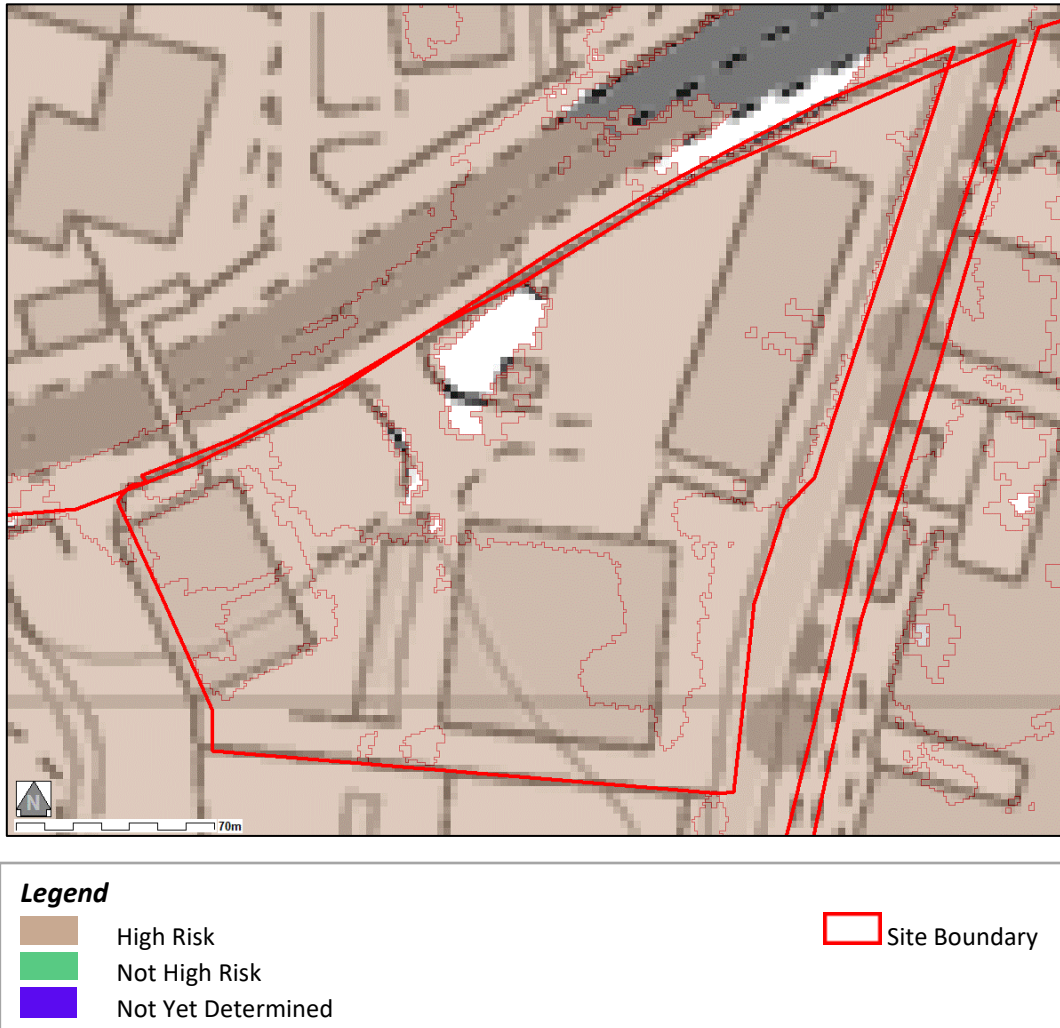 N
70m
Legend
High Risk
Site Boundary
Not High Risk
Not Yet Determined